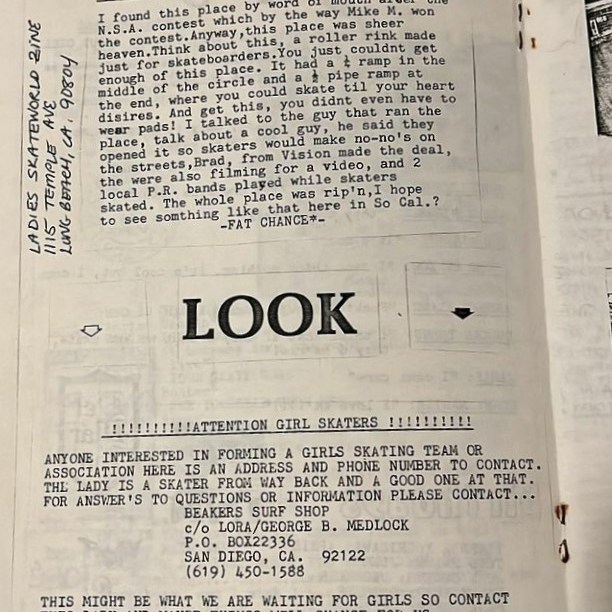 I found this place by word of mouth after the
N.S.A. contest which by the way Mike M. won
the contest.Anyway,this place was sheer
heaven.Think about this, a roller rink made
just for skateboarders.You just couldnt get
enough of this place. It had a ¼ ramp in the
middle of the circle and a ½ pipe ramp at
the end, where you could skate til your heart
disires. And get this, you didnt even have to
wear pads! I talked to the guy that ran the
place, talk about a cool guy, he said they
opened it so skaters would make no-no's on
the streets,Brad, from Vision made the deal,
the were also filming for a video, and 2
local P.R. bands played while skaters
skated. The whole place was rip'n,I hope
to see somthing like that here in So Cal.?
-FAT CHANCE*-
LADIES SKATEWORLD ZINE
1115 TEMPLE AVE
LONG BEACH, CA. 90804
LOOK
!!!!!!!!!!ATTENTION GIRL SKATERS !!!!!!!!!!
ANYONE INTERESTED IN FORMING A GIRLS SKATING TEAM OR
ASSOCIATION HERE IS AN ADDRESS AND PHONE NUMBER TO CONTACT.
THE LADY IS A SKATER FROM WAY BACK AND A GOOD ONE AT THAT.
FOR ANSWER'S TO QUESTIONS OR INFORMATION PLEASE CONTACT...
BEAKERS SURF SHOP
c/o LORA/GEORGE B. MEDLOCK
P.O. BOX22336
SAN DIEGO, CA. 92122
(619) 450-1588
THIS MIGHT BE WHAT WE ARE WAITING FOR GIRLS SO CONTACT